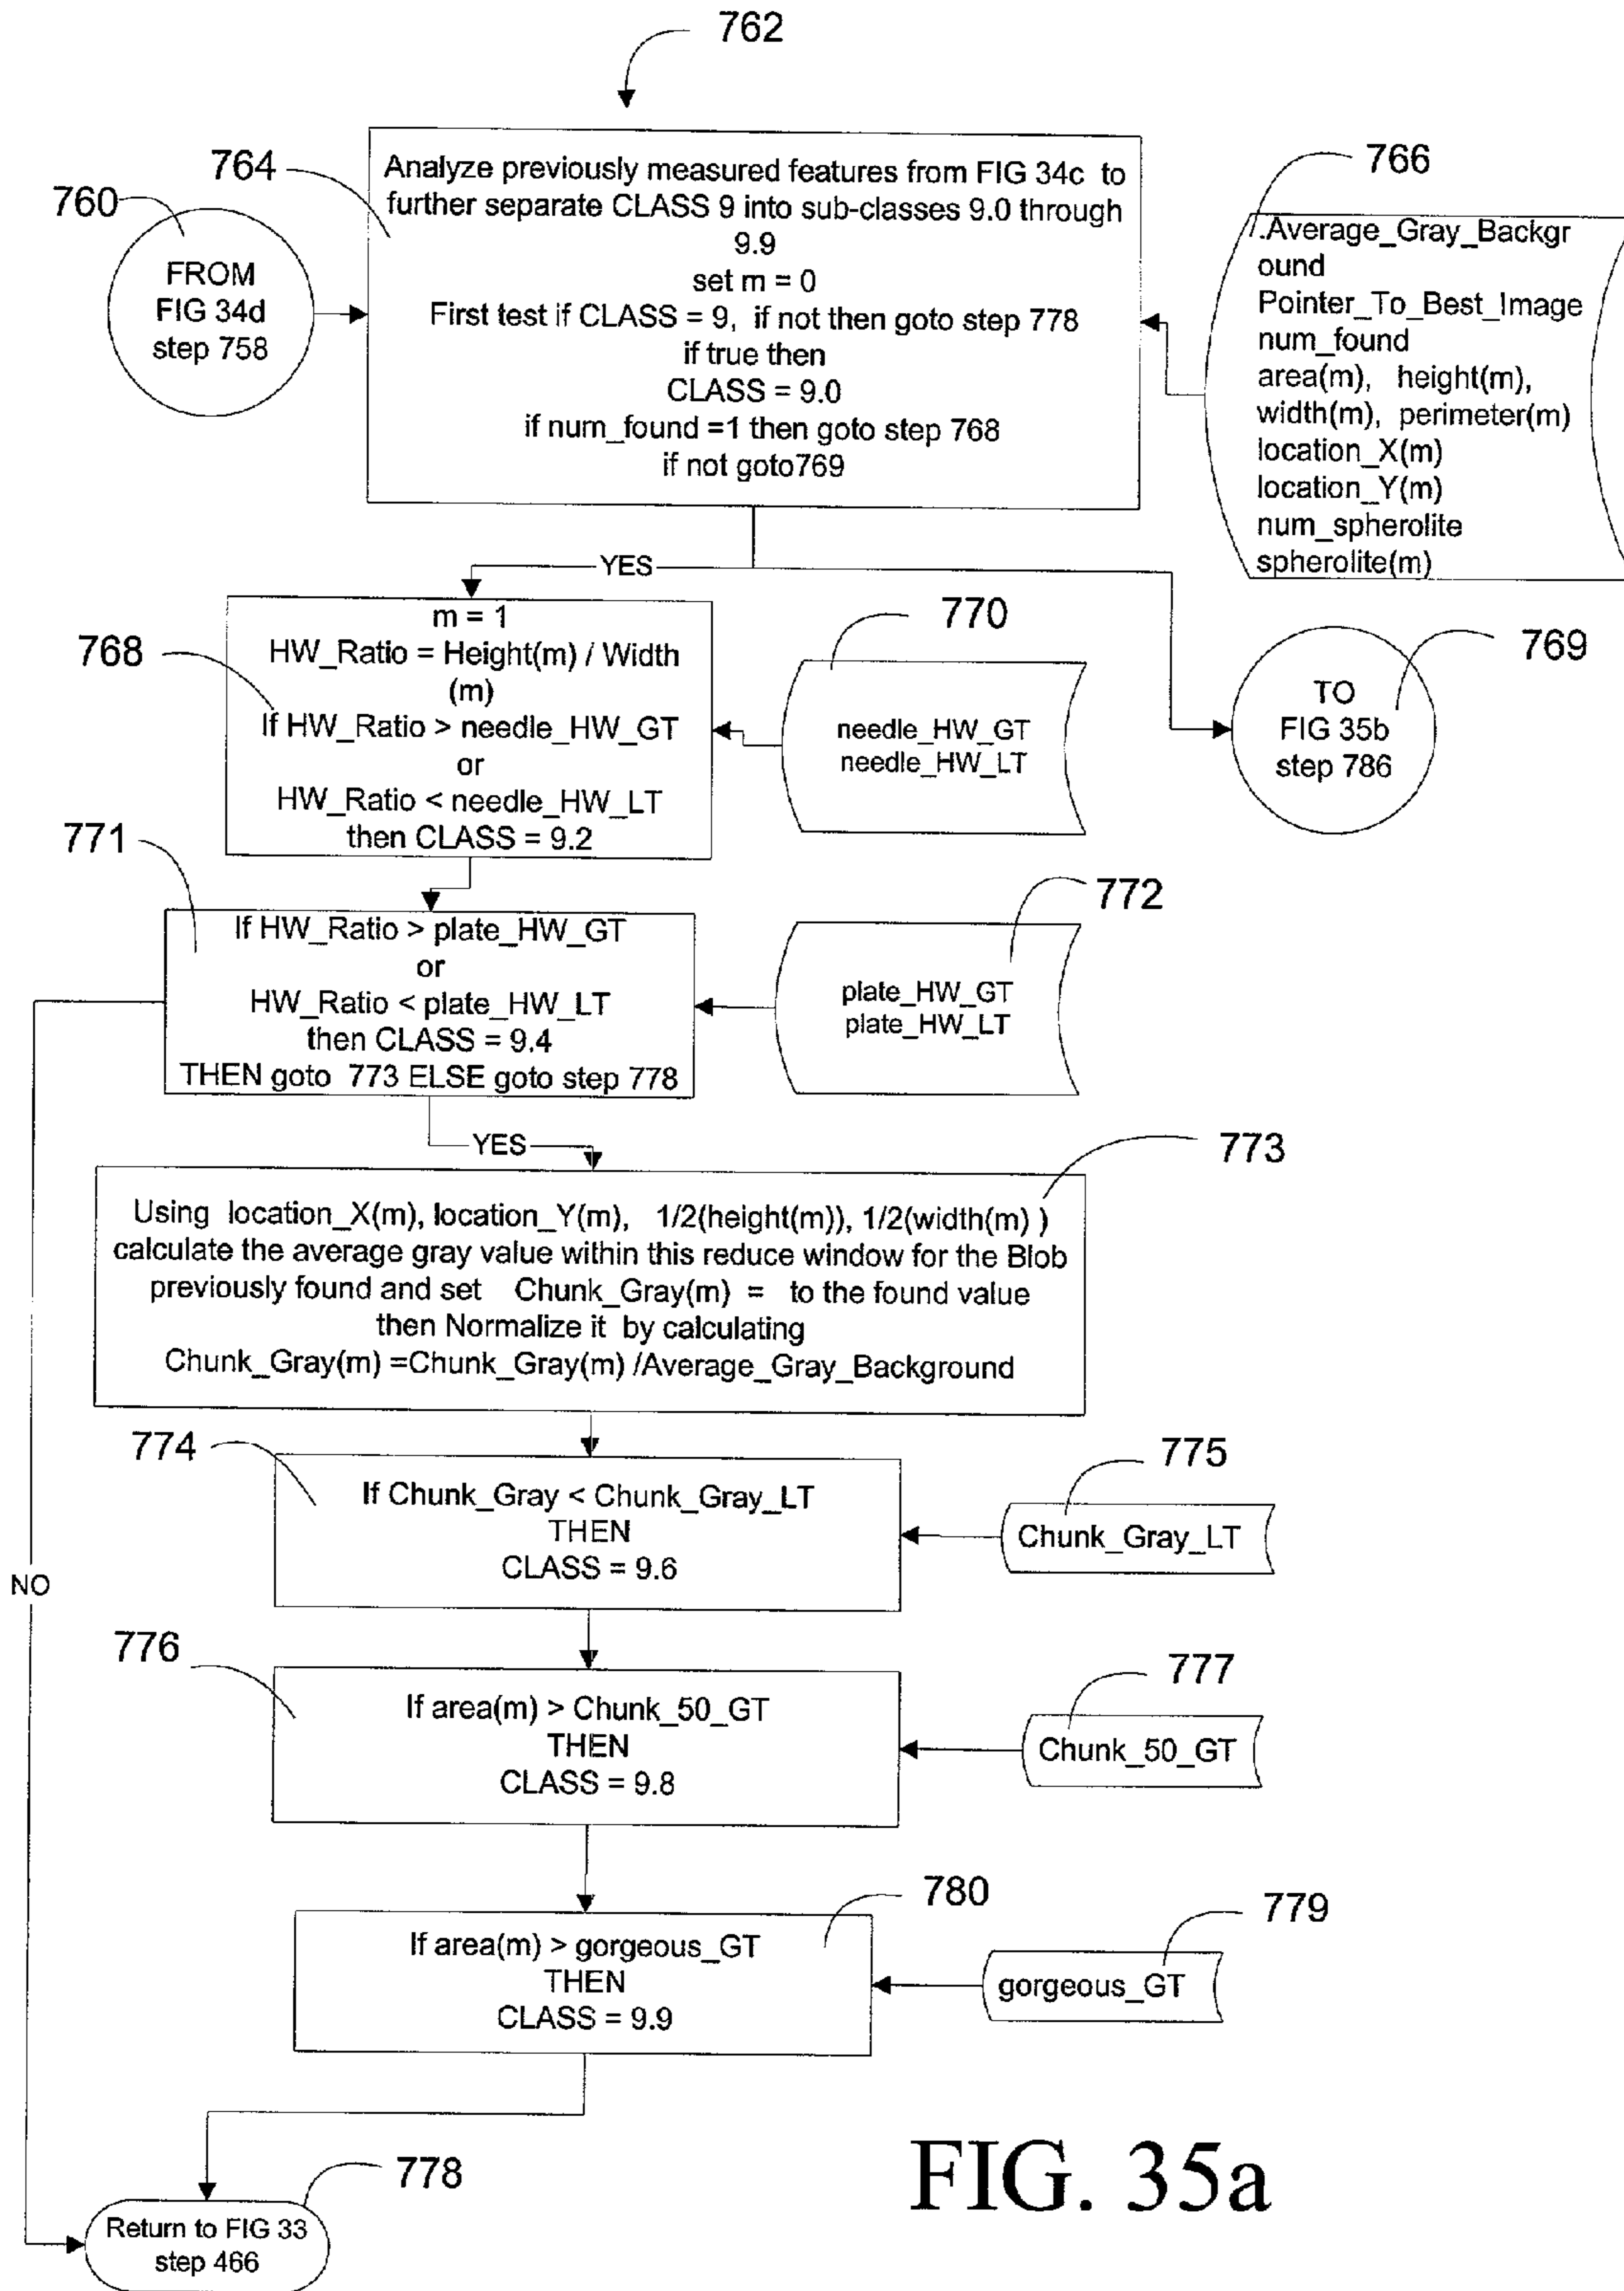 762
764
Analyze previously measured features from FIG 34c to
further separate CLASS 9 into sub-classes 9.0 through
9.9
set m = 0
First test if CLASS = 9, if not then goto step 778
if true then
CLASS = 9.0
if num_found =1 then goto step 768
if not goto769
760
FROM
FIG 34d
step 758
766
.Average_Gray_Backgr
ound
Pointer_To_Best_Image
num_found
area(m), height(m),
width(m), perimeter(m)
location_X(m)
location_Y(m)
num_spherolite
spherolite(m)
YES
768
m = 1
HW_Ratio = Height(m) / Width
(m)
If HW_Ratio > needle_HW_GT
or
HW_Ratio < needle_HW_LT
then CLASS = 9.2
770
needle_HW_GT
needle_HW_LT
769
TO
FIG 35b
step 786
771
If HW_Ratio > plate_HW_GT
or
HW_Ratio < plate_HW_LT
then CLASS = 9.4
THEN goto 773 ELSE goto step 778
772
plate_HW_GT
plate_HW_LT
YES
773
Using location_X(m), location_Y(m), 1/2(height(m)), 1/2(width(m) )
calculate the average gray value within this reduce window for the Blob
previously found and set Chunk_Gray(m) = to the found value
then Normalize it by calculating
Chunk_Gray(m) =Chunk_Gray(m) /Average_Gray_Background
774
If Chunk_Gray < Chunk_Gray_LT
THEN
CLASS = 9.6
775
Chunk_Gray_LT
NO
776
If area(m) > Chunk_50_GT
THEN
CLASS = 9.8
777
Chunk_50_GT
780
If area(m) > gorgeous_GT
THEN
CLASS = 9.9
779
gorgeous_GT
778
Return to FIG 33
step 466
FIG. 35a